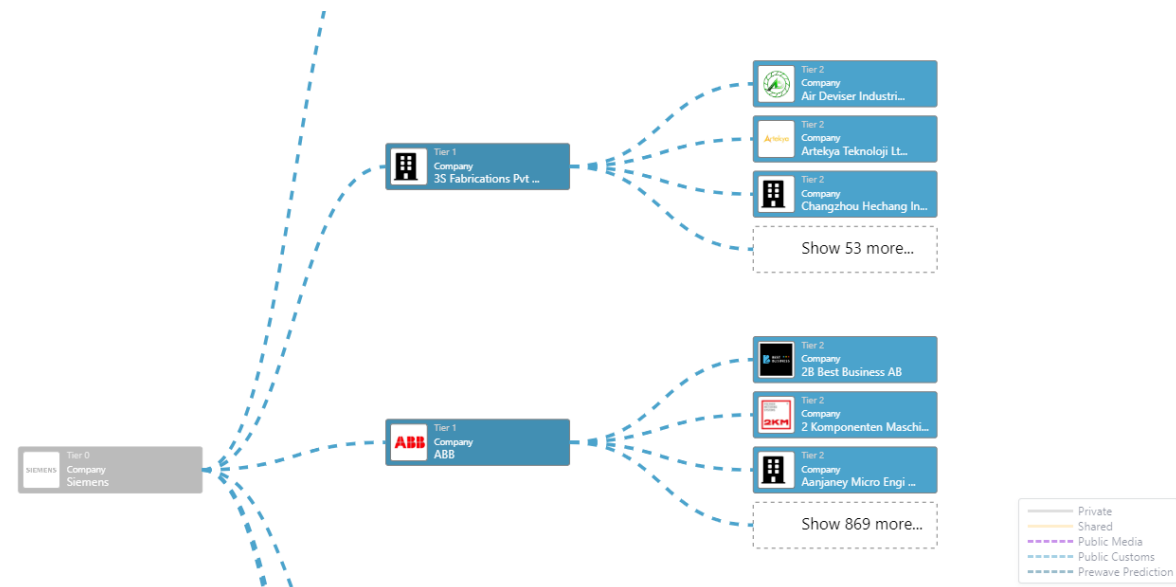 Tier 2
Company
Air Deviser Industri...
Artekya
Tier 2
Company
Artekya Teknoloji Lt...
Tier 1
Company
3S Fabrications Pvt ...
Tier 2
Company
Changzhou Hechang In...
Show 53 more...
BEST
BUSINESS
Tier 2
Company
2B Best Business AB
2KM
Tier 2
Company
2 Komponenten Maschi...
ABB
Tier 1
Company
ABB
SIEMENS
Tier 0
Company
Siemens
Tier 2
Company
Aanjaney Micro Engi ...
Show 869 more...
Private
Shared
Public Media
Public Customs
Prewave Prediction